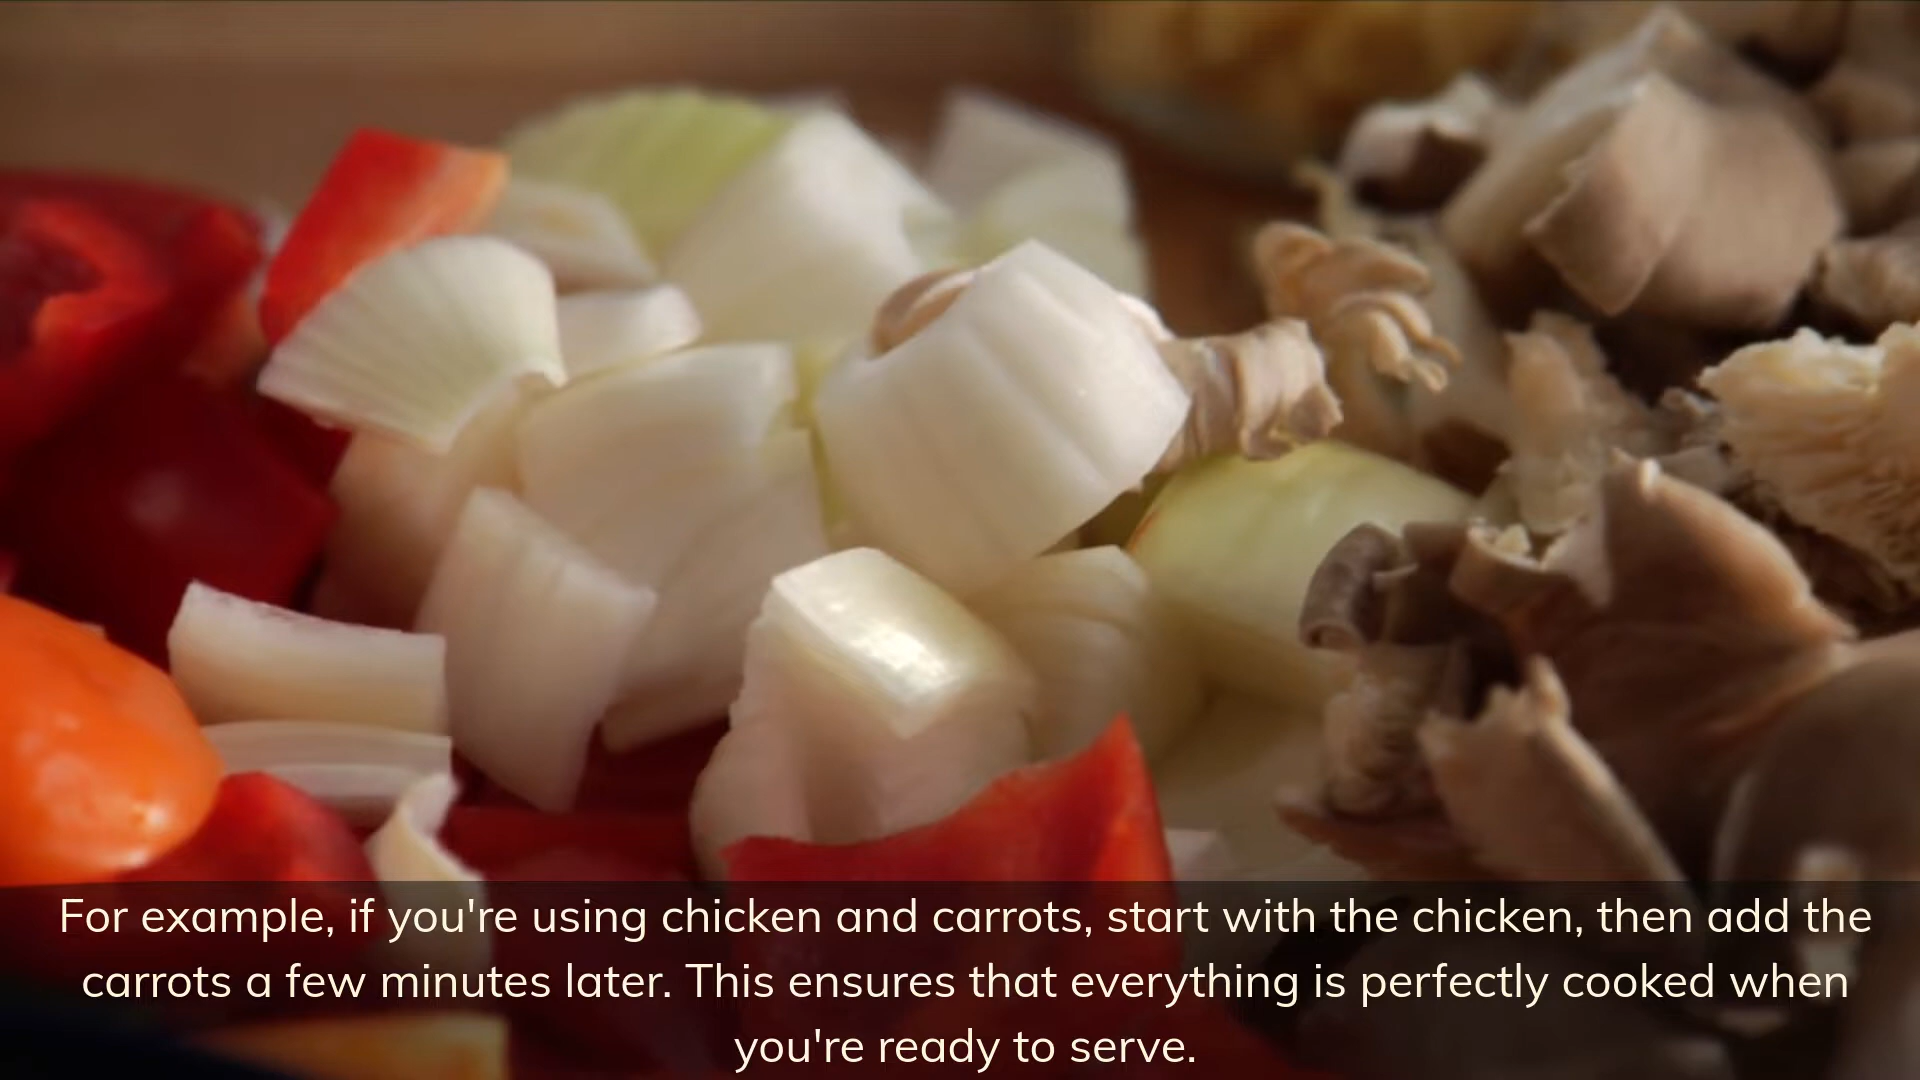 For example, if you're using chicken and carrots, start with the chicken, then add the
carrots a few minutes later. This ensures that everything is perfectly cooked when
you're ready to serve.